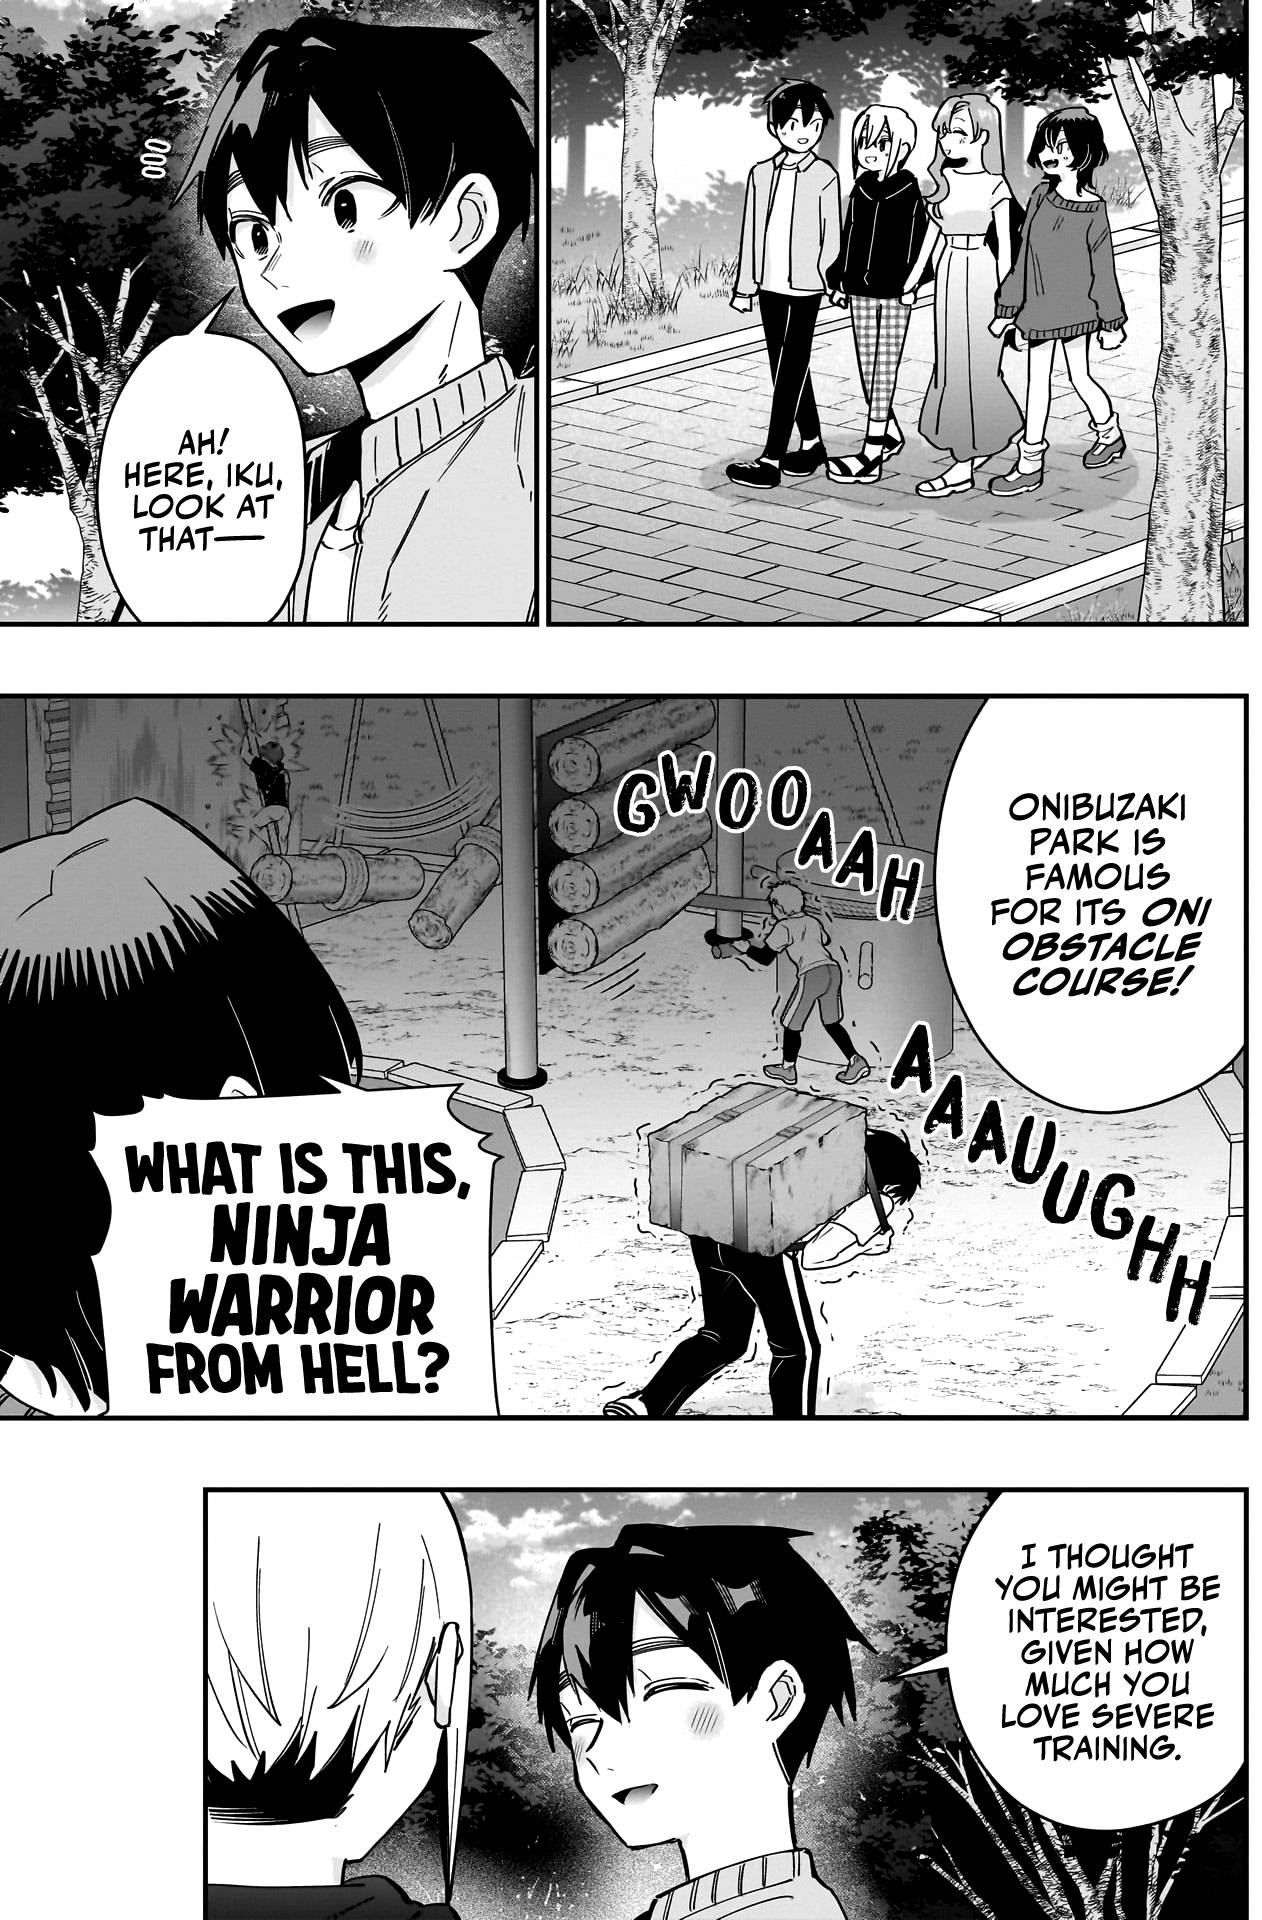 AH!
HERE, IKU,
LOOK AT
THAT—
ONIBUZAKI
PARK IS
FAMOUS
FOR ITS ONI
OBSTACLE
COURSE!
GWOOAAH
AAAUUGHH
WHAT IS THIS,
NINJA
WARRIOR
FROM HELL?
I THOUGHT
YOU MIGHT BE
INTERESTED,
GIVEN HOW
MUCH YOU
LOVE SEVERE
TRAINING.